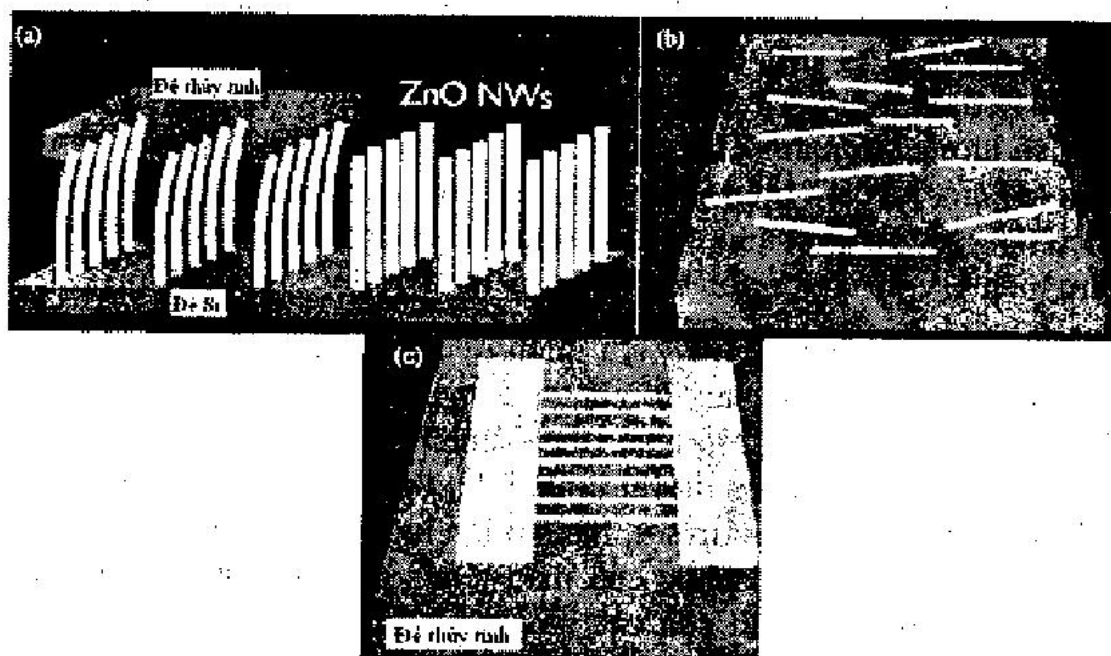 (a)
Đế thủy tinh
ZnO NWs
Đế Si
(b)
(c)
Đế thủy tinh